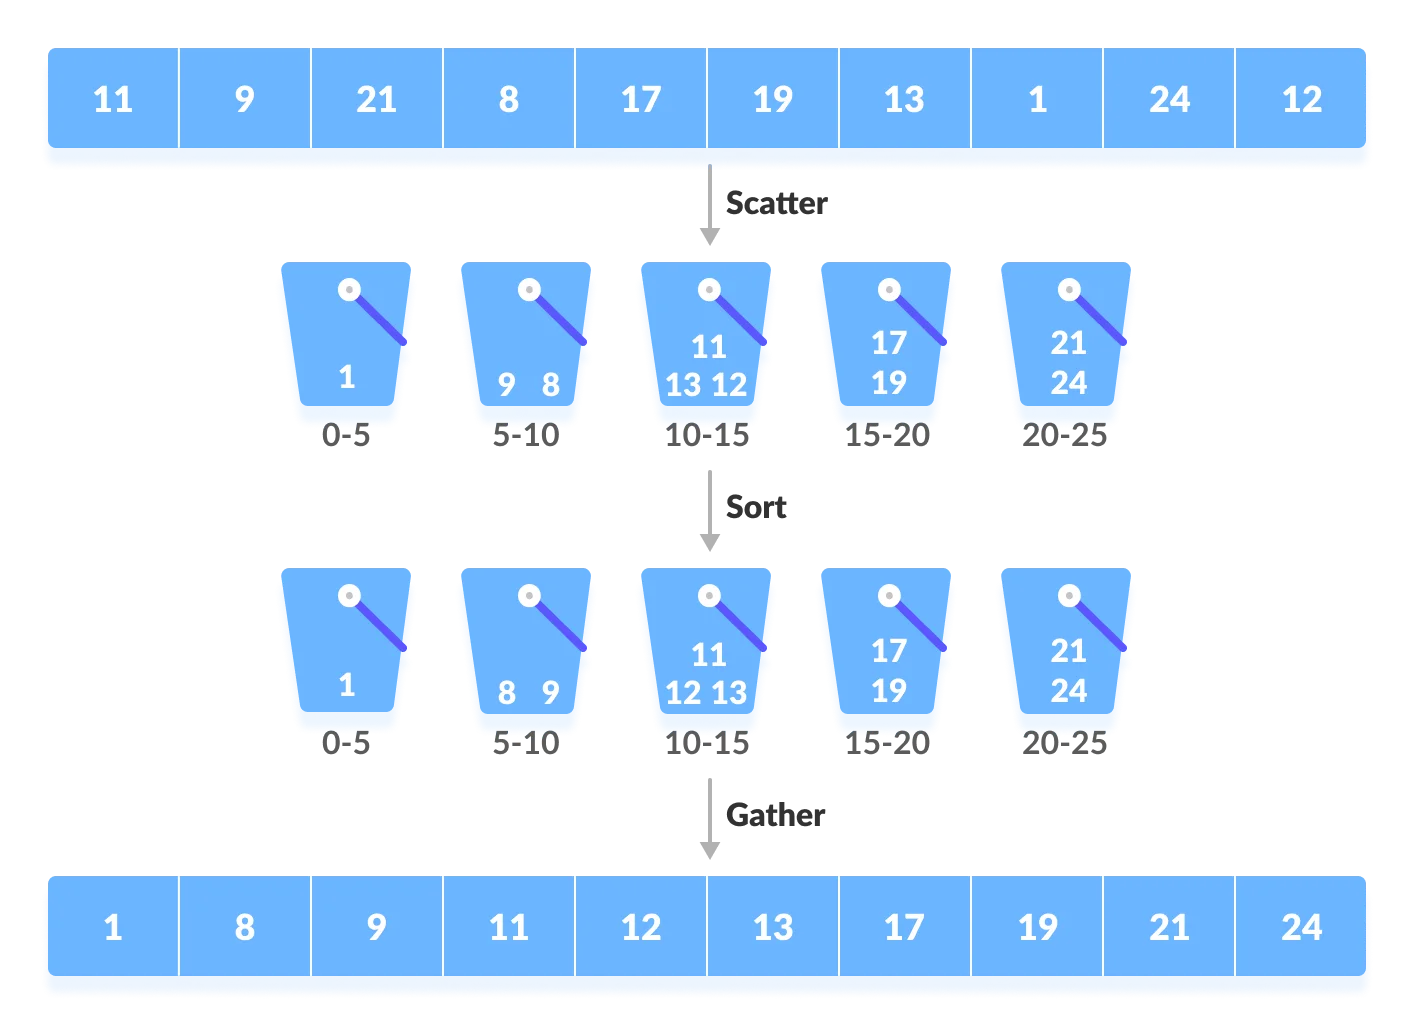 11 9 21 8 17 19 13 1 24 12
Scatter
11 17 21
1 9 8 13 12 19 24
0-5 5-10 10-15 15-20 20-25
Sort
11 17 21
1 8 9 12 13 19 24
0-5 5-10 10-15 15-20 20-25
Gather
1 8 9 11 12 13 17 19 21 24